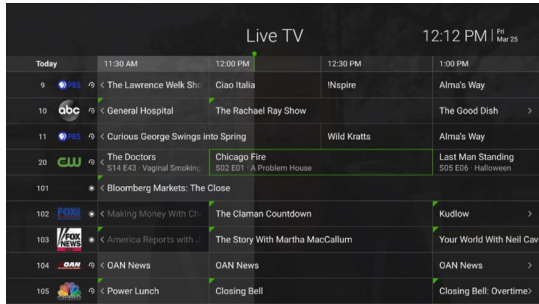 Live TV
12:12 PM
Fri
Mar 25
Today
11:30 AM
12:00 PM
12:30 PM
1:00 PM
9
PBS
< The Lawrence Welk Sho
Ciao Italia
!Nspire
Alma's Way
10
abc
< General Hospital
The Rachael Ray Show
The Good Dish >
11
PBS
< Curious George Swings into Spring
Wild Kratts
Alma's Way
20
CW
< The Doctors
S14 E43 · Vaginal Smoking
Chicago Fire
S02 E01 · A Problem House
Last Man Standing
S05 E06 · Halloween
101
< Bloomberg Markets: The Close
102
FOX
< Making Money With Ch
The Claman Countdown
Kudlow >
103
FOX
NEWS
< America Reports with J
The Story With Martha MacCallum
Your World With Neil Cav
104
OAN
< OAN News
OAN News
OAN News >
105
CNBC
< Power Lunch
Closing Bell
Closing Bell: Overtime>